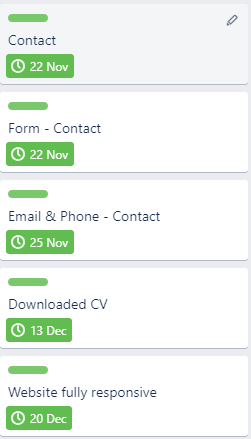 Contact
22 Nov
Form - Contact
22 Nov
Email & Phone - Contact
25 Nov
Downloaded CV
13 Dec
Website fully responsive
20 Dec